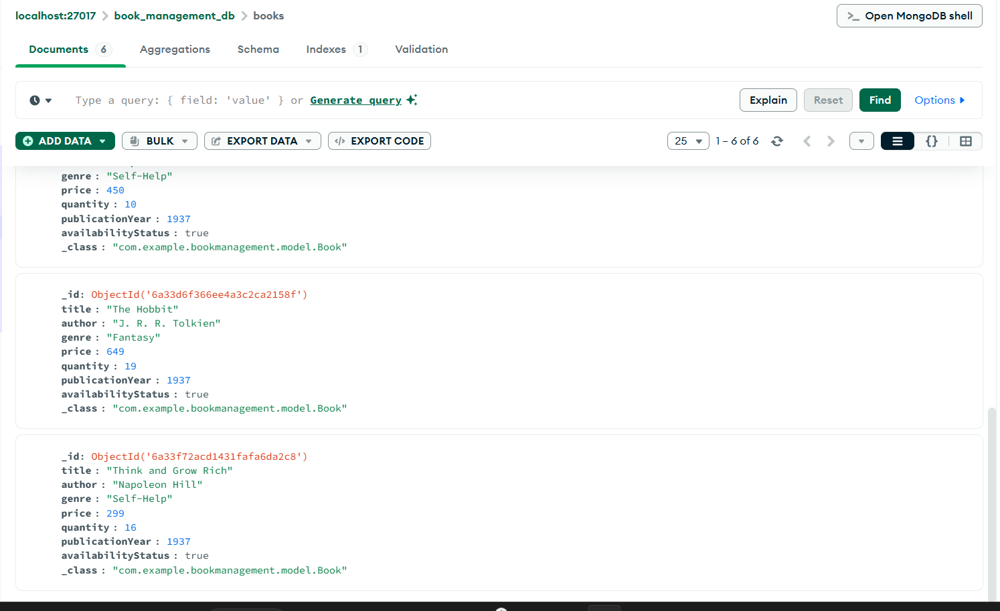 localhost:27017 > book_management_db > books
>_ Open MongoDB shell
Documents 6 Aggregations Schema Indexes 1 Validation
Type a query: { field: 'value' } or Generate query
Explain Reset Find Options
ADD DATA BULK EXPORT DATA </> EXPORT CODE
25 1 – 6 of 6 {}
genre : "Self-Help"
price : 450
quantity : 10
publicationYear : 1937
availabilityStatus : true
_class : "com.example.bookmanagement.model.Book"
_id: ObjectId('6a33d6f366ee4a3c2ca2158f')
title : "The Hobbit"
author : "J. R. R. Tolkien"
genre : "Fantasy"
price : 649
quantity : 19
publicationYear : 1937
availabilityStatus : true
_class : "com.example.bookmanagement.model.Book"
_id: ObjectId('6a33f72acd1431fafa6da2c8')
title : "Think and Grow Rich"
author : "Napoleon Hill"
genre : "Self-Help"
price : 299
quantity : 16
publicationYear : 1937
availabilityStatus : true
_class : "com.example.bookmanagement.model.Book"